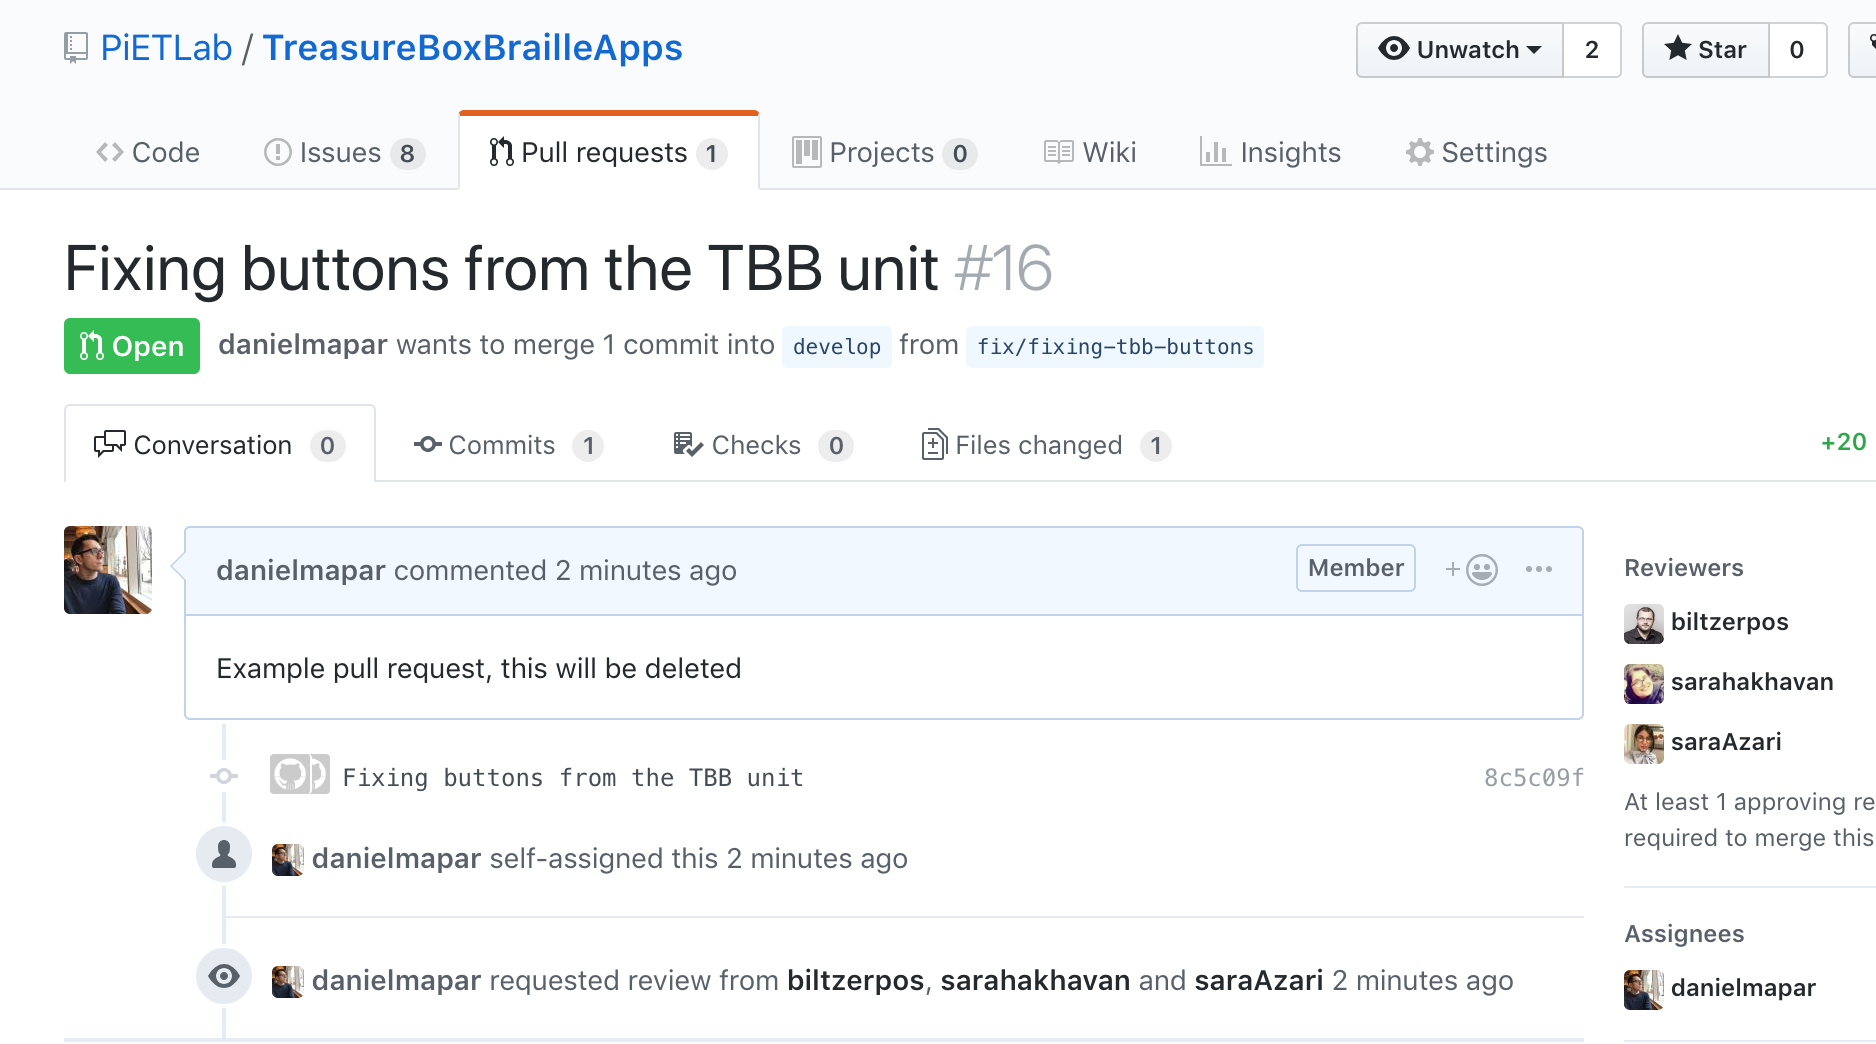 PiETLab / TreasureBoxBrailleApps
Unwatch 2
Star 0
Code
Issues 8
Pull requests 1
Projects 0
Wiki
Insights
Settings
Fixing buttons from the TBB unit #16
Open
danielmapar wants to merge 1 commit into develop from fix/fixing-tbb-buttons
Conversation 0
Commits 1
Checks 0
Files changed 1
+20
danielmapar commented 2 minutes ago
Member
Example pull request, this will be deleted
Fixing buttons from the TBB unit
8c5c09f
danielmapar self-assigned this 2 minutes ago
danielmapar requested review from biltzerpos, sarahakhavan and saraAzari 2 minutes ago
Reviewers
biltzerpos
sarahakhavan
saraAzari
At least 1 approving re
required to merge this
Assignees
danielmapar